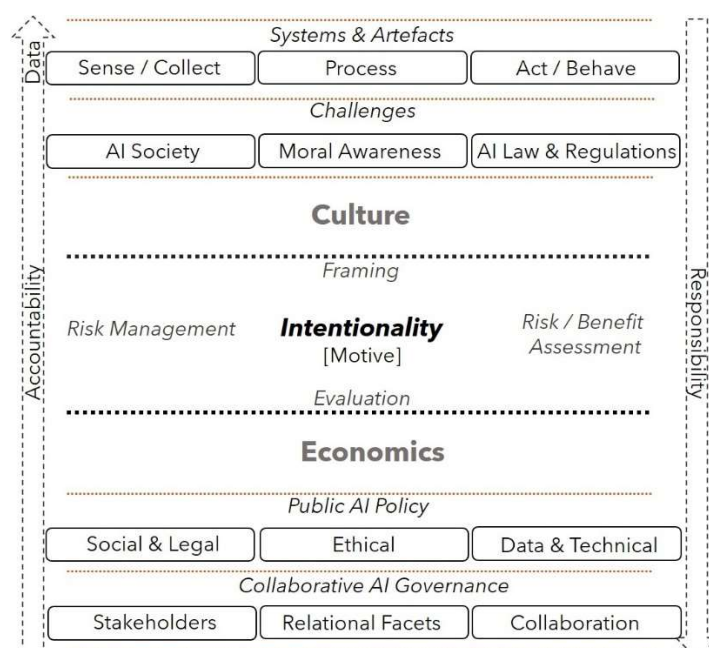 Systems & Artefacts
Data
Sense / Collect
Process
Act / Behave
Challenges
AI Society
Moral Awareness
AI Law & Regulations
Culture
Framing
Accountability
Risk Management
Intentionality
[Motive]
Risk / Benefit
Assessment
Responsibility
Evaluation
Economics
Public AI Policy
Social & Legal
Ethical
Data & Technical
Collaborative AI Governance
Stakeholders
Relational Facets
Collaboration